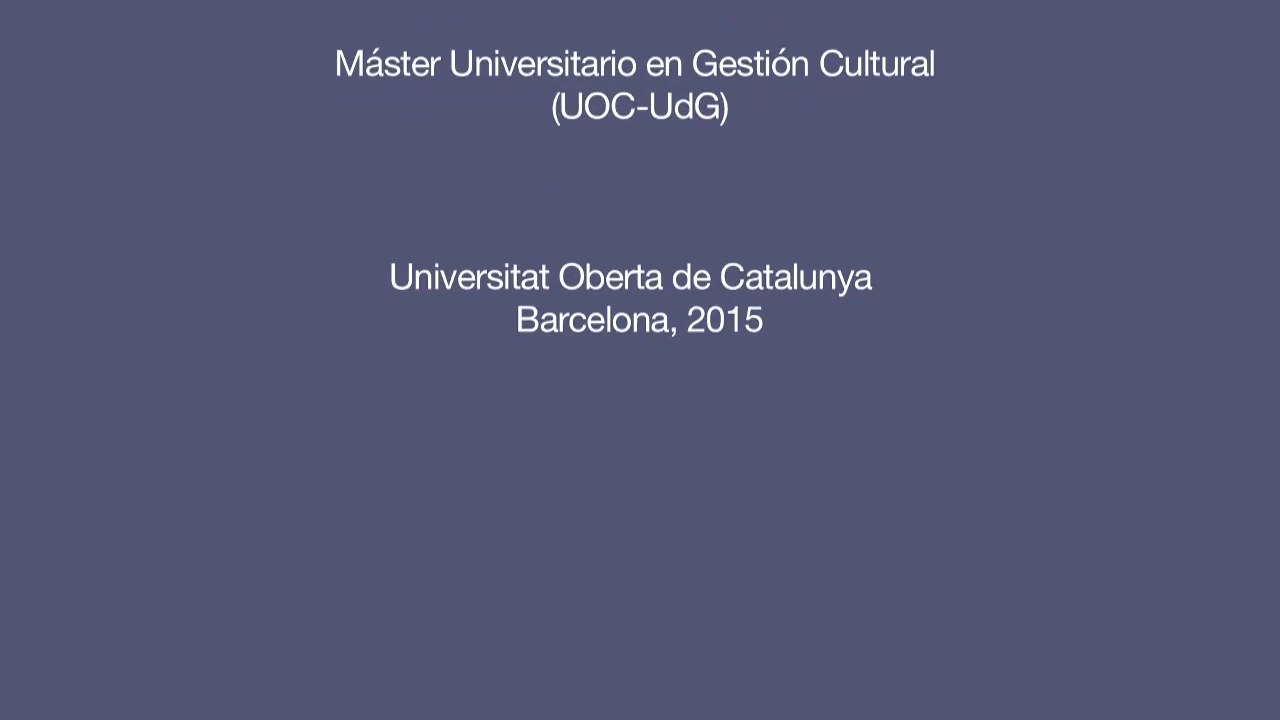 Máster Universitario en Gestión Cultural
(UOC-UdG)
Universitat Oberta de Catalunya
Barcelona, 2015